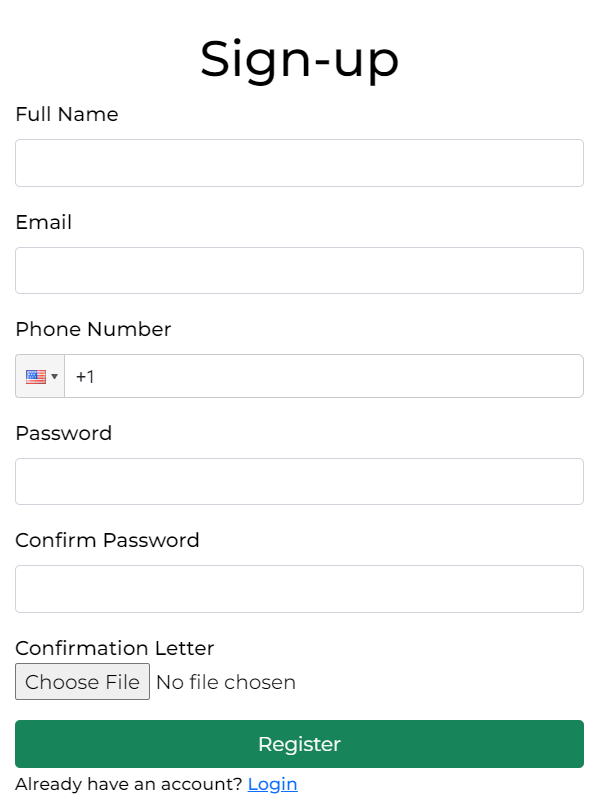 Sign-up
Full Name
Email
Phone Number
+1
Password
Confirm Password
Confirmation Letter
Choose File No file chosen
Register
Already have an account? Login